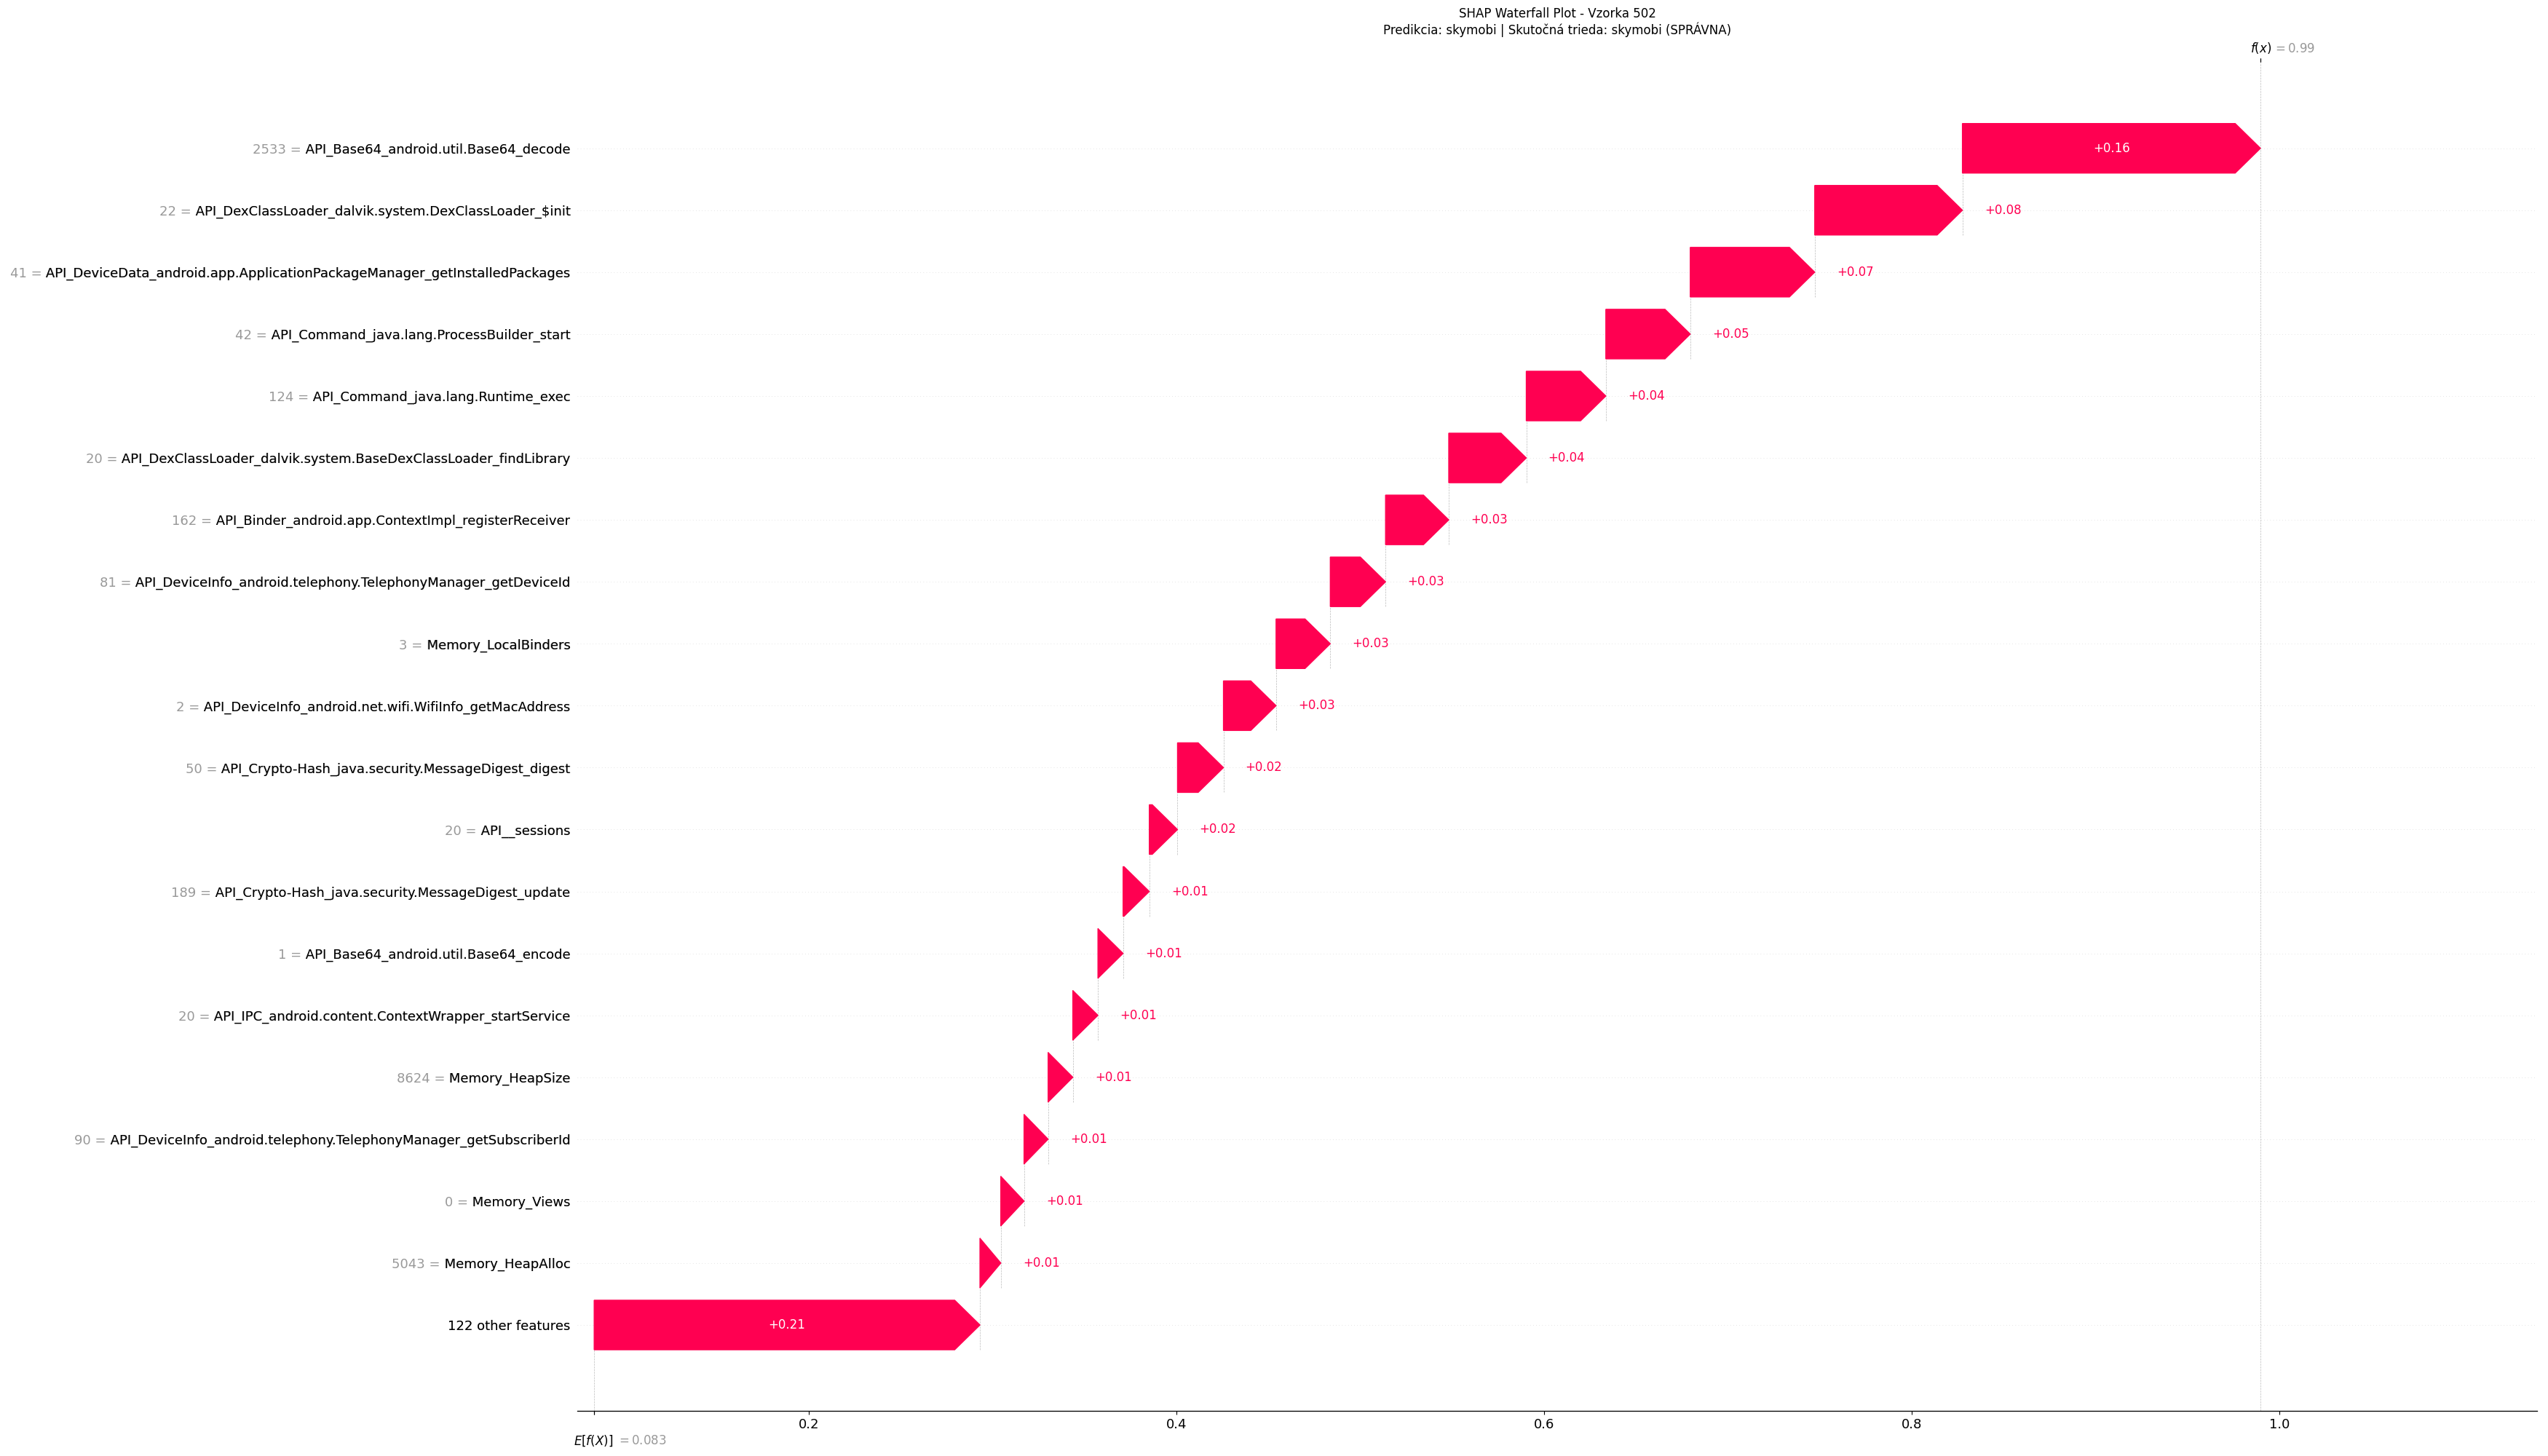 SHAP Waterfall Plot - Vzorka 502
Predikcia: skymobi | Skutočná trieda: skymobi (SPRÁVNA)
f(x) = 0.99
2533 = API_Base64_android.util.Base64_decode +0.16
22 = API_DexClassLoader_dalvik.system.DexClassLoader_$init +0.08
41 = API_DeviceData_android.app.ApplicationPackageManager_getInstalledPackages +0.07
42 = API_Command_java.lang.ProcessBuilder_start +0.05
124 = API_Command_java.lang.Runtime_exec +0.04
20 = API_DexClassLoader_dalvik.system.BaseDexClassLoader_findLibrary +0.04
162 = API_Binder_android.app.ContextImpl_registerReceiver +0.03
81 = API_DeviceInfo_android.telephony.TelephonyManager_getDeviceId +0.03
3 = Memory_LocalBinders +0.03
2 = API_DeviceInfo_android.net.wifi.WifiInfo_getMacAddress +0.03
50 = API_Crypto-Hash_java.security.MessageDigest_digest +0.02
20 = API__sessions +0.02
189 = API_Crypto-Hash_java.security.MessageDigest_update +0.01
1 = API_Base64_android.util.Base64_encode +0.01
20 = API_IPC_android.content.ContextWrapper_startService +0.01
8624 = Memory_HeapSize +0.01
90 = API_DeviceInfo_android.telephony.TelephonyManager_getSubscriberId +0.01
0 = Memory_Views +0.01
5043 = Memory_HeapAlloc +0.01
122 other features +0.21
0.2 0.4 0.6 0.8 1.0
E[f(X)] = 0.083